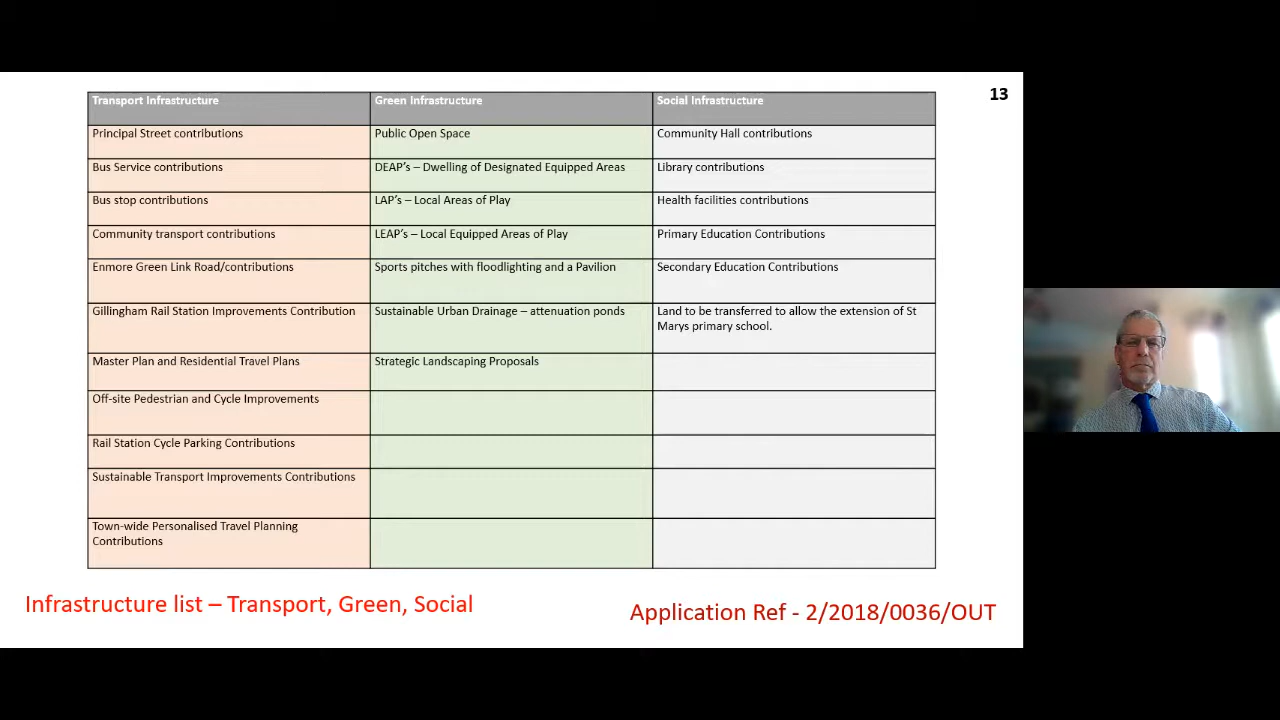 13
Transport Infrastructure
Green Infrastructure
Social Infrastructure
Principal Street contributions
Public Open Space
Community Hall contributions
Bus Service contributions
DEAP's – Dwelling of Designated Equipped Areas
Library contributions
Bus stop contributions
LAP's – Local Areas of Play
Health facilities contributions
Community transport contributions
LEAP's – Local Equipped Areas of Play
Primary Education Contributions
Enmore Green Link Road/contributions
Sports pitches with floodlighting and a Pavilion
Secondary Education Contributions
Gillingham Rail Station Improvements Contribution
Sustainable Urban Drainage – attenuation ponds
Land to be transferred to allow the extension of St
Marys primary school.
Master Plan and Residential Travel Plans
Strategic Landscaping Proposals
Off-site Pedestrian and Cycle Improvements
Rail Station Cycle Parking Contributions
Sustainable Transport Improvements Contributions
Town-wide Personalised Travel Planning
Contributions
Infrastructure list – Transport, Green, Social
Application Ref - 2/2018/0036/OUT